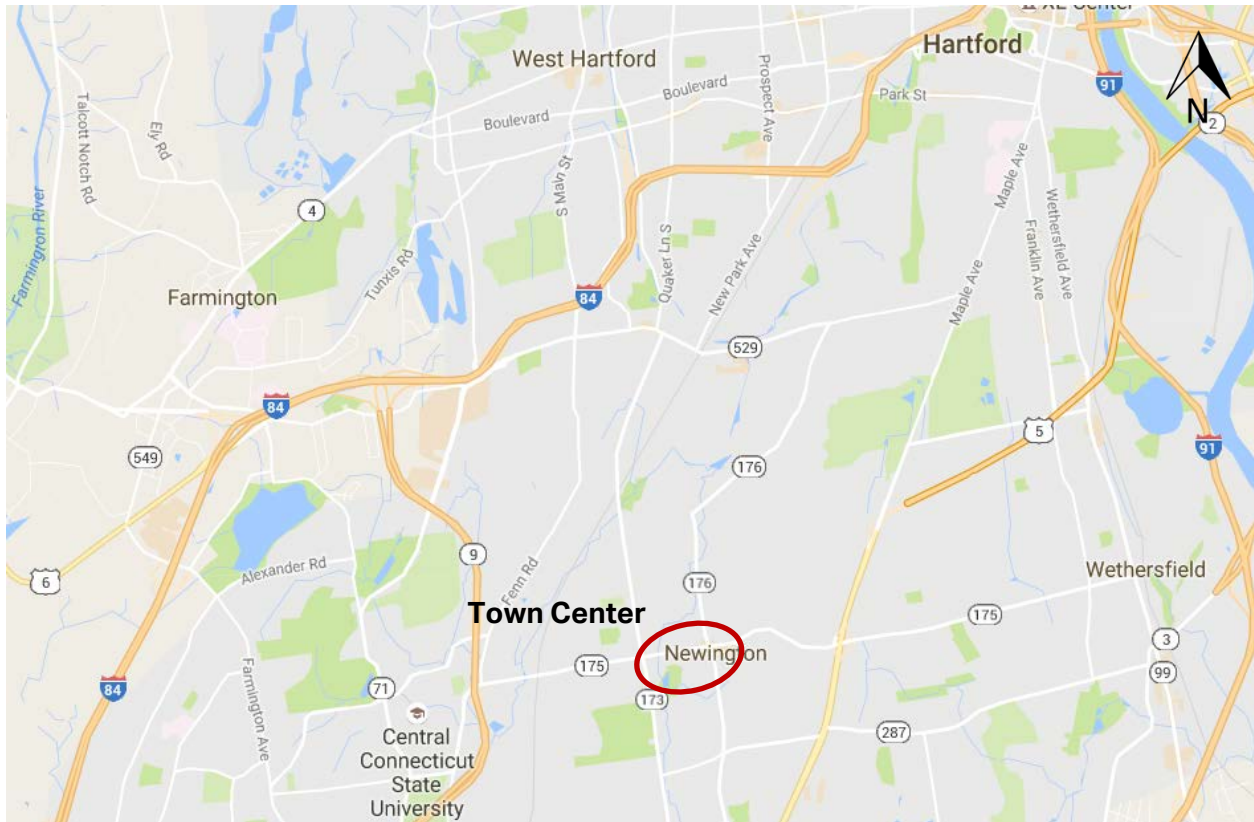 XL Center
Hartford
West Hartford
91
N
2
Talcott Notch Rd
Ely Rd
Boulevard
Boulevard
Prospect Ave
Park St
Farmington River
4
S Main St
Maple Ave
Wethersfield Ave
Franklin Ave
Tunxis Rd
Quaker Ln S
New Park Ave
Farmington
84
Maple Ave
529
84
5
549
91
176
6
Alexander Rd
9
Fenn Rd
176
Wethersfield
Town Center
175
Newington
175
3
Farmington Ave
84
71
173
99
Central
Connecticut
State
University
287